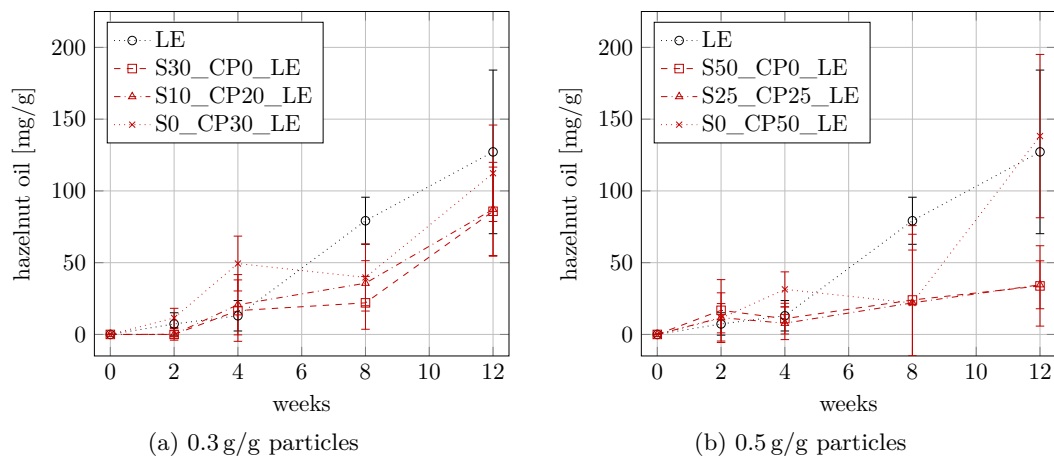 200
150
100
50
0
hazelnut oil [mg/g]
LE
S30_CP0_LE
S10_CP20_LE
S0_CP30_LE
0 2 4 6 8 10 12
weeks
(a) 0.3 g/g particles
200
150
100
50
0
hazelnut oil [mg/g]
LE
S50_CP0_LE
S25_CP25_LE
S0_CP50_LE
0 2 4 6 8 10 12
weeks
(b) 0.5 g/g particles